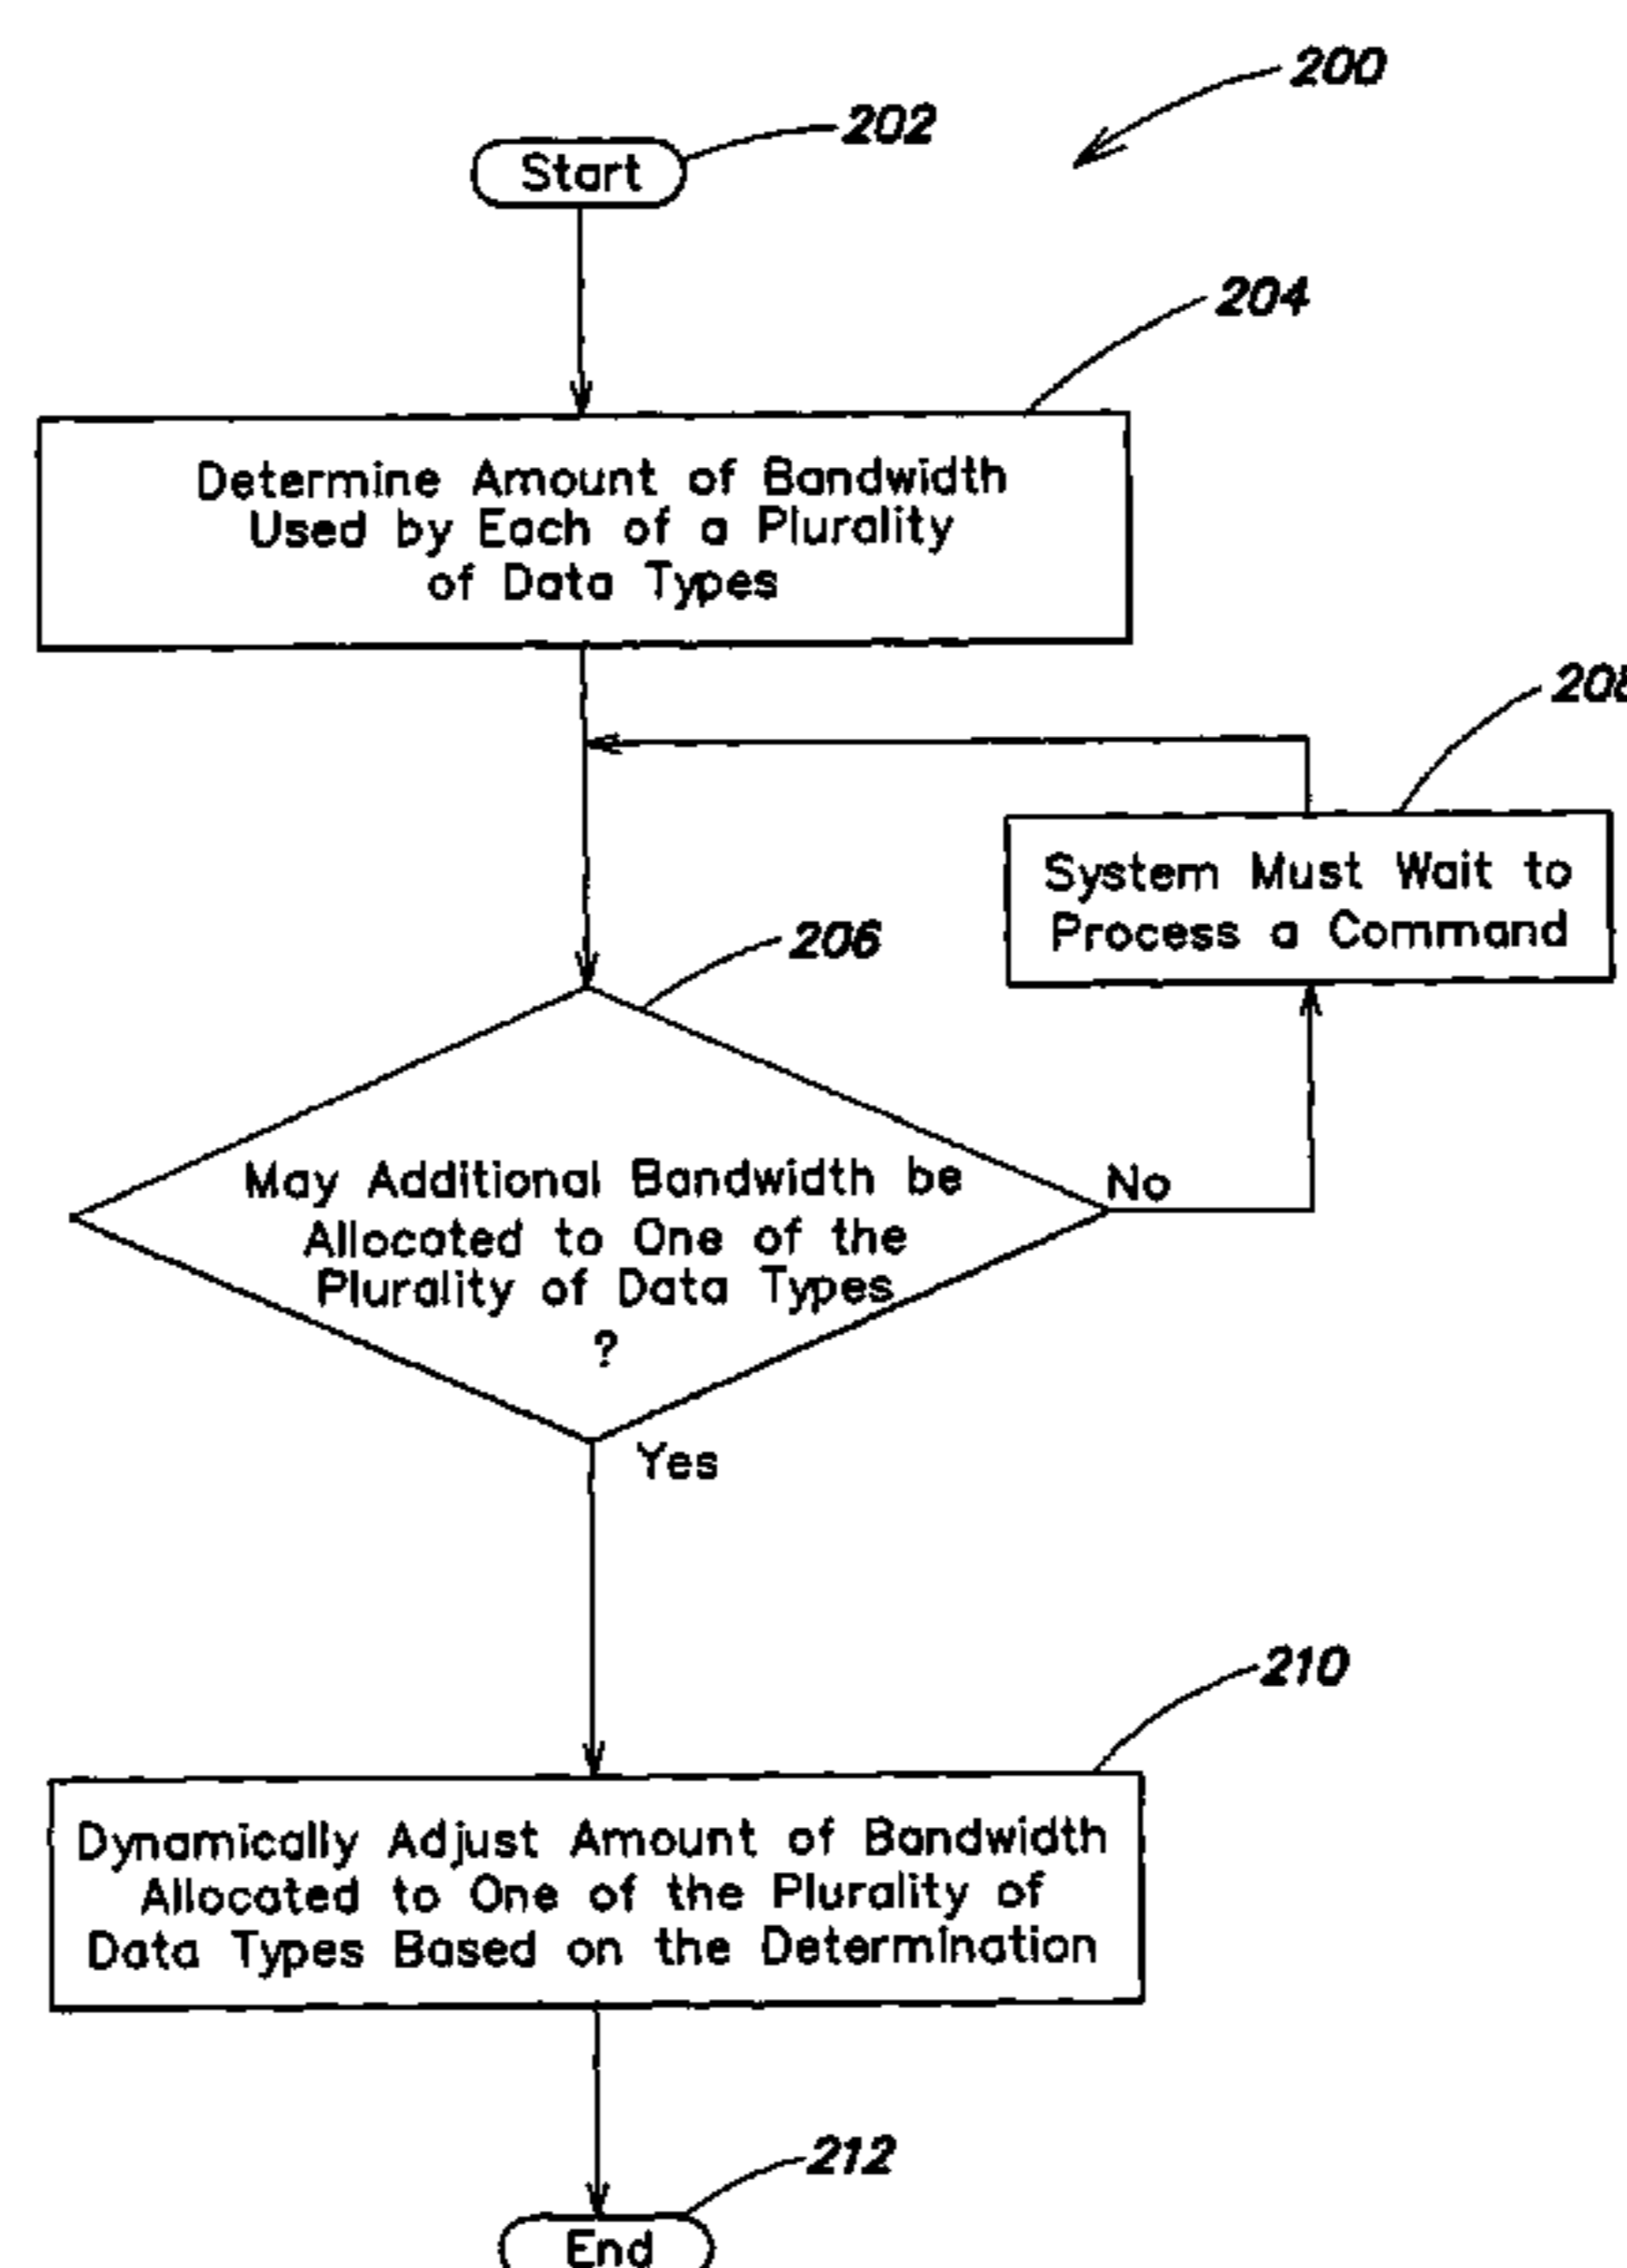 200
202
Start
204
Determine Amount of Bandwidth
Used by Each of a Plurality
of Data Types
208
System Must Wait to
Process a Command
206
May Additional Bandwidth be
Allocated to One of the
Plurality of Data Types
?
No
Yes
210
Dynamically Adjust Amount of Bandwidth
Allocated to One of the Plurality of
Data Types Based on the Determination
212
End